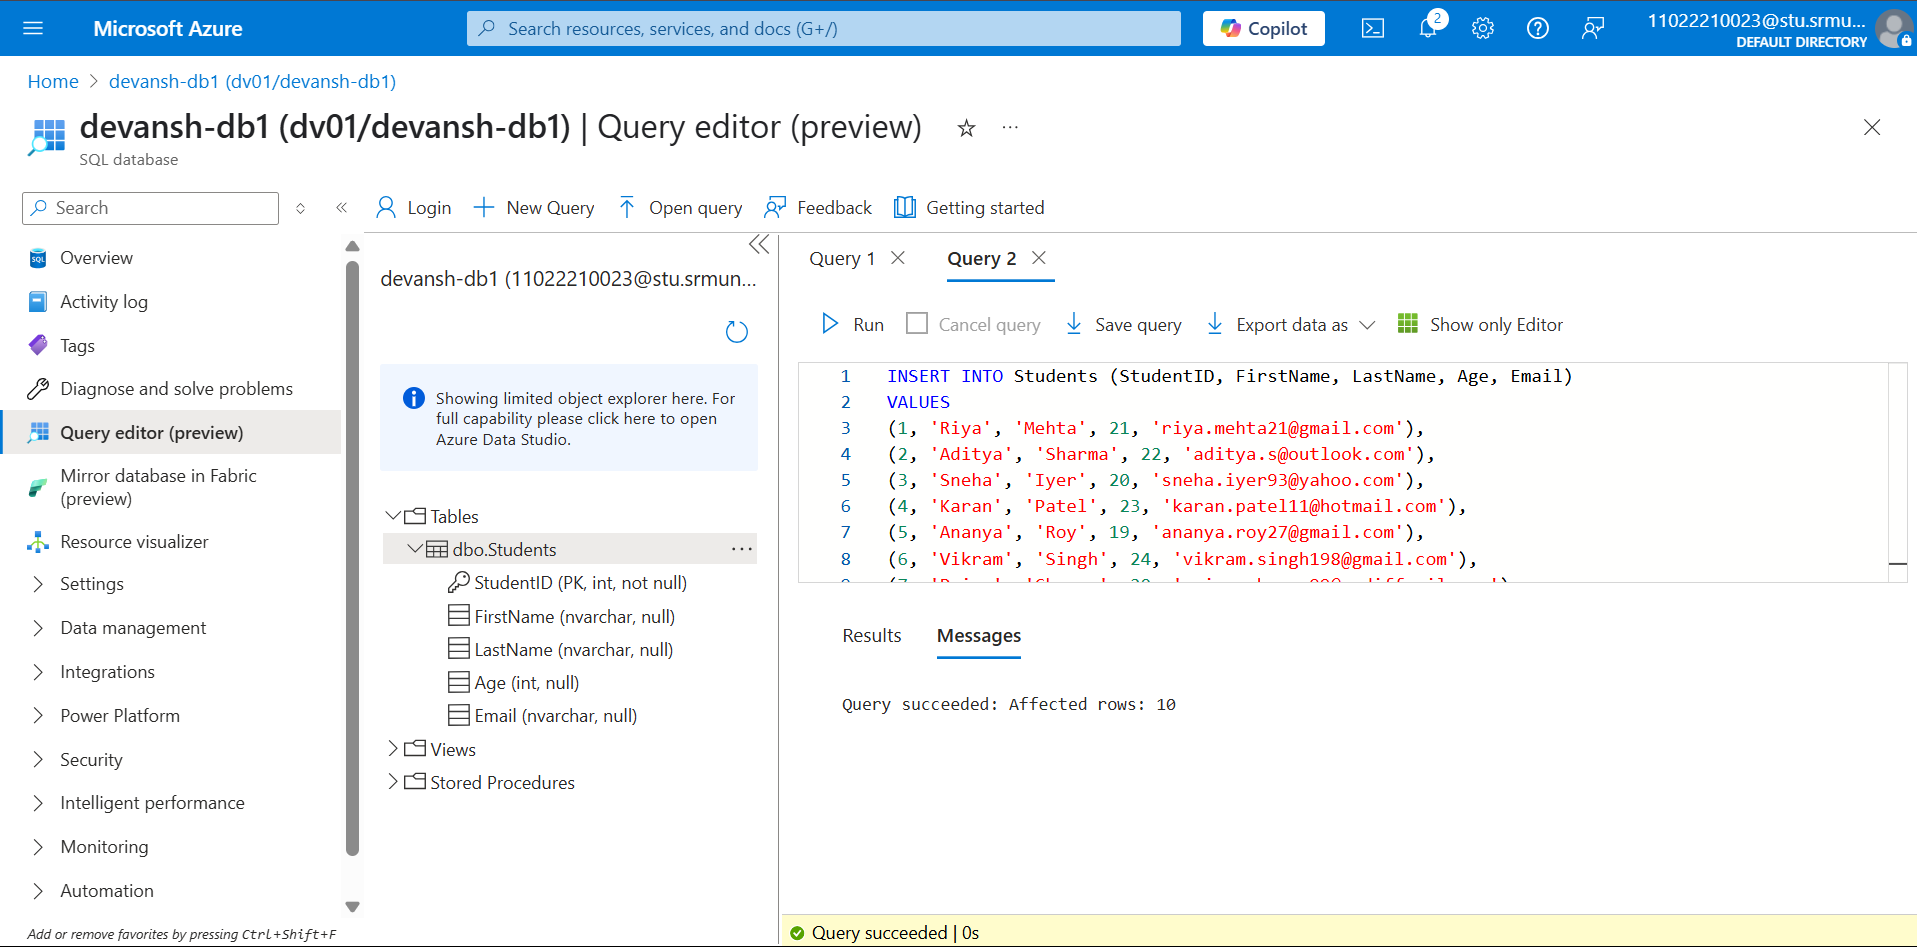 Microsoft Azure
Search resources, services, and docs (G+/)
Copilot
2
11022210023@stu.srmu...
DEFAULT DIRECTORY
Home > devansh-db1 (dv01/devansh-db1)
devansh-db1 (dv01/devansh-db1) | Query editor (preview)
SQL database
Search
Login
New Query
Open query
Feedback
Getting started
Overview
Activity log
Tags
Diagnose and solve problems
Query editor (preview)
Mirror database in Fabric
(preview)
Resource visualizer
Settings
Data management
Integrations
Power Platform
Security
Intelligent performance
Monitoring
Automation
Add or remove favorites by pressing Ctrl+Shift+F
devansh-db1 (11022210023@stu.srmun...
Showing limited object explorer here. For
full capability please click here to open
Azure Data Studio.
Tables
dbo.Students
StudentID (PK, int, not null)
FirstName (nvarchar, null)
LastName (nvarchar, null)
Age (int, null)
Email (nvarchar, null)
Views
Stored Procedures
Query 1
Query 2
Run
Cancel query
Save query
Export data as
Show only Editor
1 INSERT INTO Students (StudentID, FirstName, LastName, Age, Email)
2 VALUES
3 (1, 'Riya', 'Mehta', 21, 'riya.mehta21@gmail.com'),
4 (2, 'Aditya', 'Sharma', 22, 'aditya.s@outlook.com'),
5 (3, 'Sneha', 'Iyer', 20, 'sneha.iyer93@yahoo.com'),
6 (4, 'Karan', 'Patel', 23, 'karan.patel11@hotmail.com'),
7 (5, 'Ananya', 'Roy', 19, 'ananya.roy27@gmail.com'),
8 (6, 'Vikram', 'Singh', 24, 'vikram.singh198@gmail.com'),
Results
Messages
Query succeeded: Affected rows: 10
Query succeeded | 0s